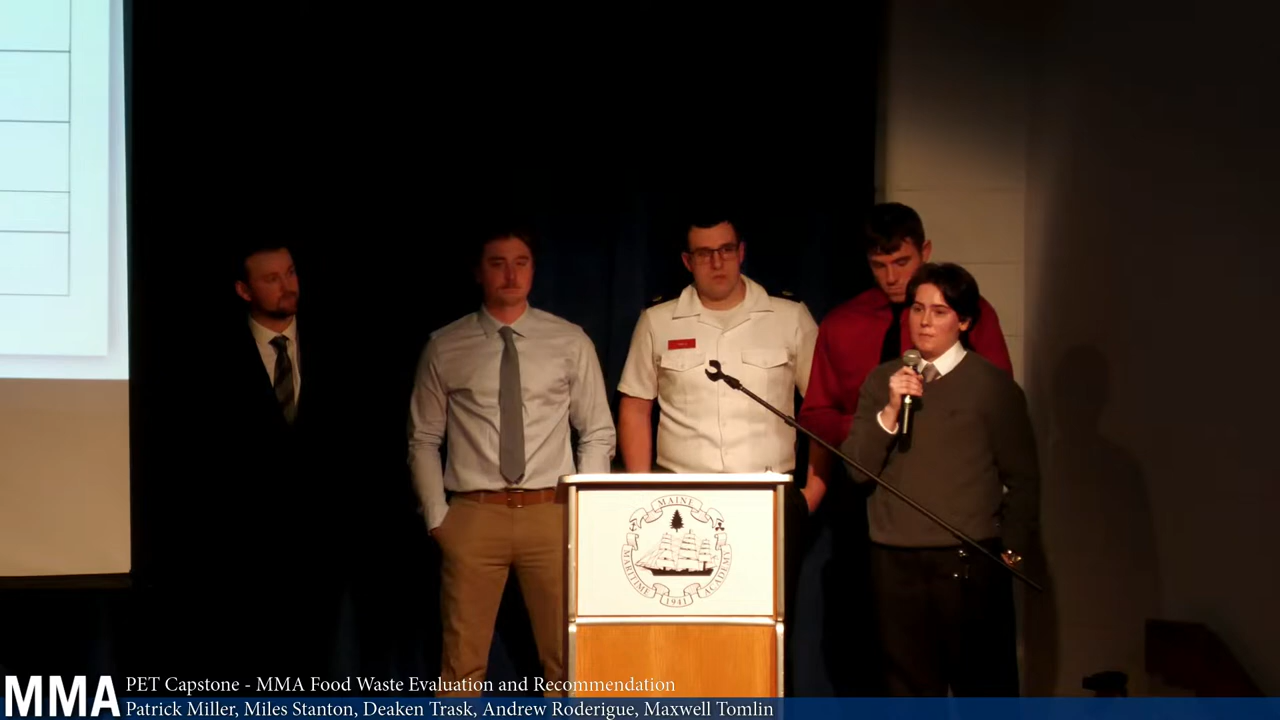 MAINE
MARITIME
ACADEMY
1941
MMA
PET Capstone - MMA Food Waste Evaluation and Recommendation
Patrick Miller, Miles Stanton, Deaken Trask, Andrew Roderigue, Maxwell Tomlin